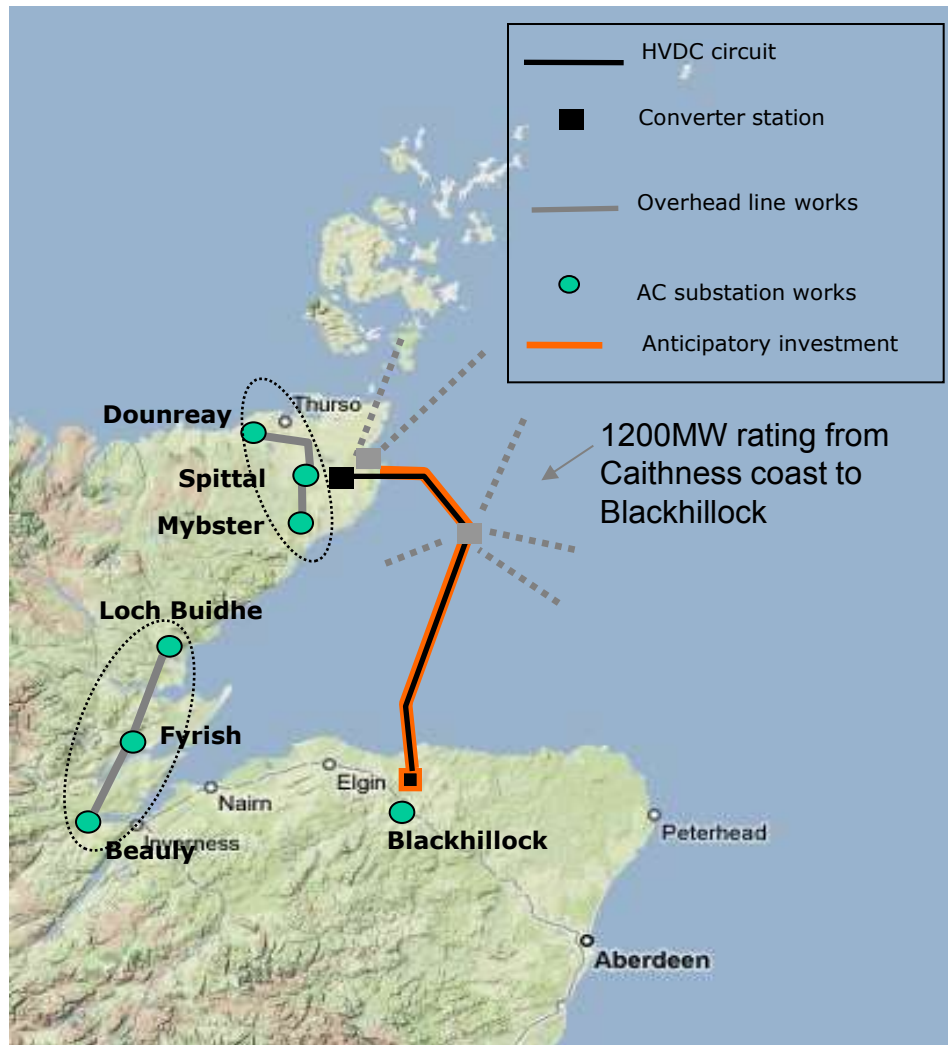 HVDC circuit
Converter station
Overhead line works
AC substation works
Anticipatory investment
Thurso
Dounreay
1200MW rating from
Caithness coast to
Blackhillock
Spittal
Mybster
Loch Buidhe
Fyrish
Elgin
Nairn
Blackhillock
Peterhead
Inverness
Beauly
Aberdeen